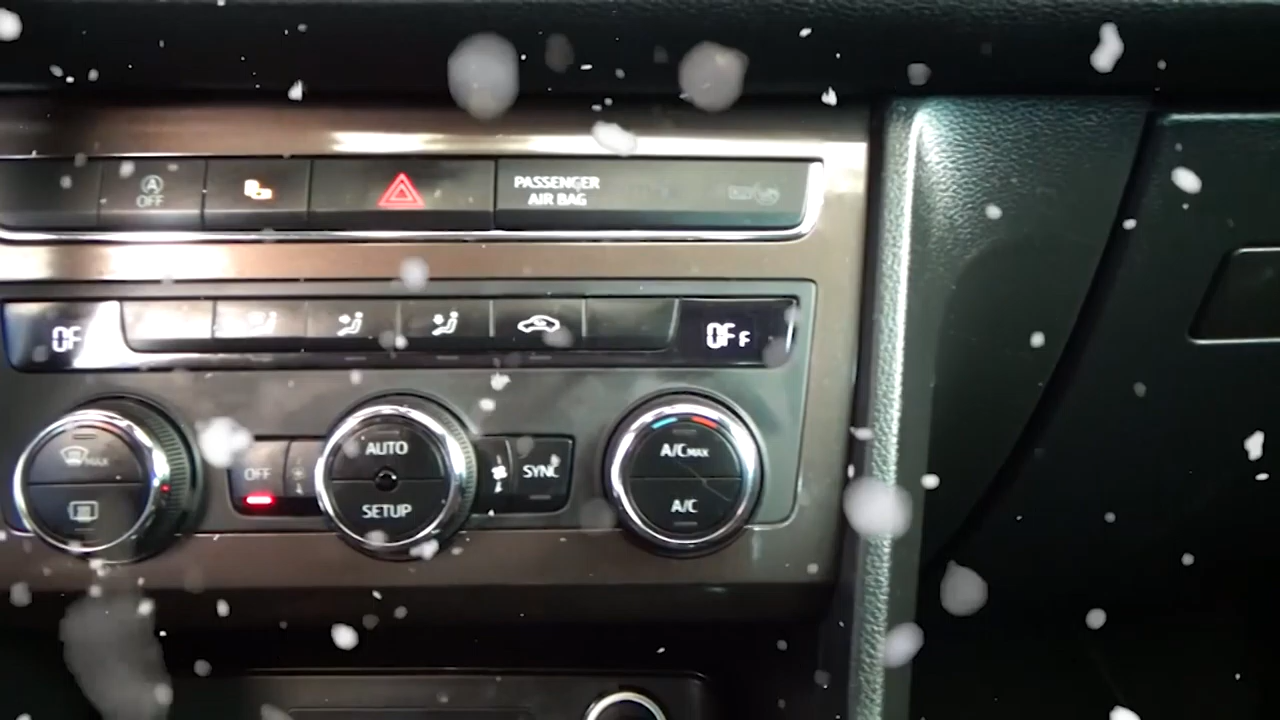 A
OFF
PASSENGER
AIR BAG
OF
OFF
MAX
OFF
AUTO
SETUP
SYNC
A/CMAX
A/C